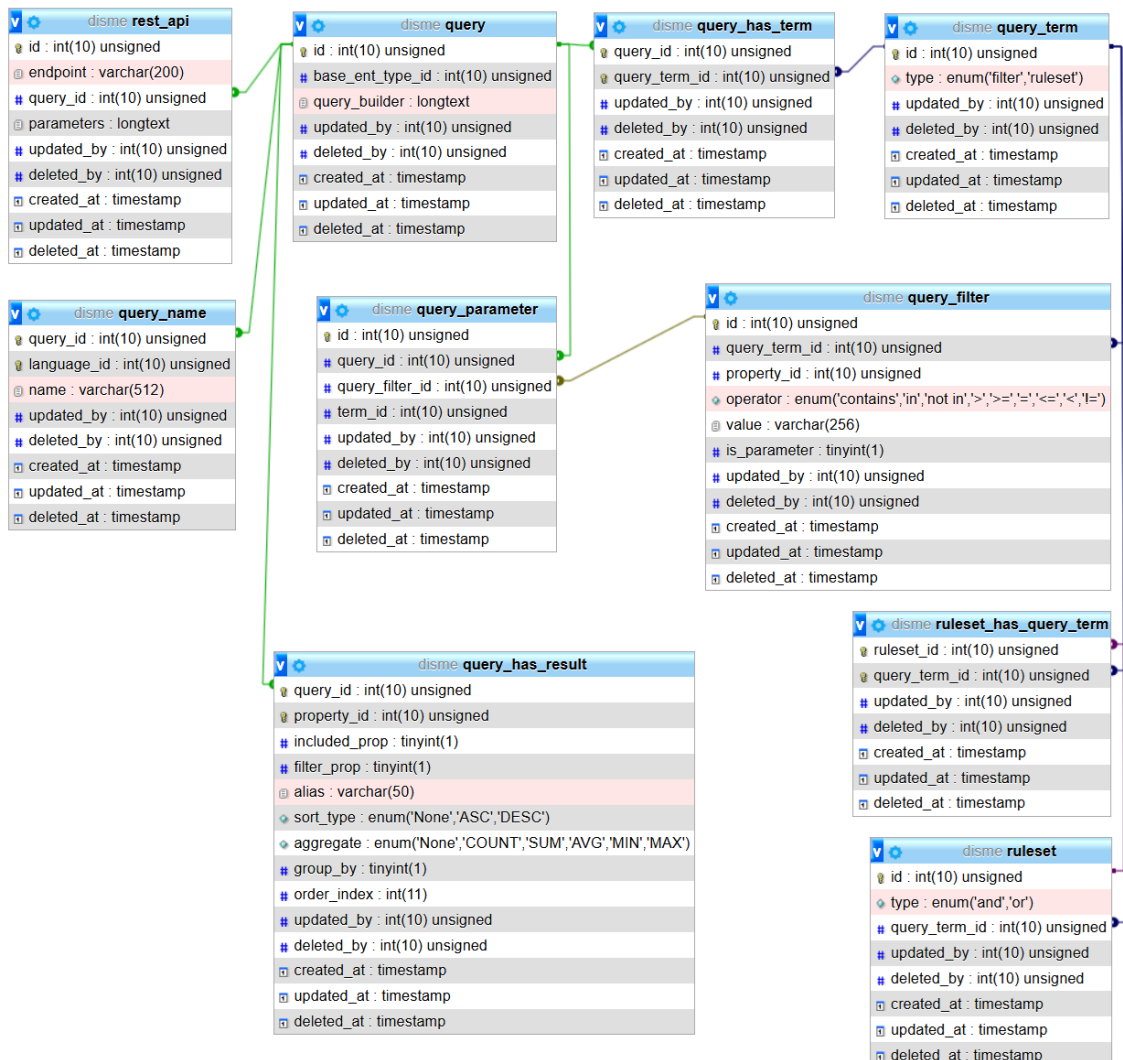 disme rest_api
id : int(10) unsigned
endpoint : varchar(200)
query_id : int(10) unsigned
parameters : longtext
updated_by : int(10) unsigned
deleted_by : int(10) unsigned
created_at : timestamp
updated_at : timestamp
deleted_at : timestamp
disme query
id : int(10) unsigned
base_ent_type_id : int(10) unsigned
query_builder : longtext
updated_by : int(10) unsigned
deleted_by : int(10) unsigned
created_at : timestamp
updated_at : timestamp
deleted_at : timestamp
disme query_has_term
query_id : int(10) unsigned
query_term_id : int(10) unsigned
updated_by : int(10) unsigned
deleted_by : int(10) unsigned
created_at : timestamp
updated_at : timestamp
deleted_at : timestamp
disme query_term
id : int(10) unsigned
type : enum('filter','ruleset')
updated_by : int(10) unsigned
deleted_by : int(10) unsigned
created_at : timestamp
updated_at : timestamp
deleted_at : timestamp
disme query_name
query_id : int(10) unsigned
language_id : int(10) unsigned
name : varchar(512)
updated_by : int(10) unsigned
deleted_by : int(10) unsigned
created_at : timestamp
updated_at : timestamp
deleted_at : timestamp
disme query_parameter
id : int(10) unsigned
query_id : int(10) unsigned
query_filter_id : int(10) unsigned
term_id : int(10) unsigned
updated_by : int(10) unsigned
deleted_by : int(10) unsigned
created_at : timestamp
updated_at : timestamp
deleted_at : timestamp
disme query_filter
id : int(10) unsigned
query_term_id : int(10) unsigned
property_id : int(10) unsigned
operator : enum('contains','in','not in','>','>=','=','<=','<','!=')
value : varchar(256)
is_parameter : tinyint(1)
updated_by : int(10) unsigned
deleted_by : int(10) unsigned
created_at : timestamp
updated_at : timestamp
deleted_at : timestamp
disme query_has_result
query_id : int(10) unsigned
property_id : int(10) unsigned
included_prop : tinyint(1)
filter_prop : tinyint(1)
alias : varchar(50)
sort_type : enum('None','ASC','DESC')
aggregate : enum('None','COUNT','SUM','AVG','MIN','MAX')
group_by : tinyint(1)
order_index : int(11)
updated_by : int(10) unsigned
deleted_by : int(10) unsigned
created_at : timestamp
updated_at : timestamp
deleted_at : timestamp
disme ruleset_has_query_term
ruleset_id : int(10) unsigned
query_term_id : int(10) unsigned
updated_by : int(10) unsigned
deleted_by : int(10) unsigned
created_at : timestamp
updated_at : timestamp
deleted_at : timestamp
disme ruleset
id : int(10) unsigned
type : enum('and','or')
query_term_id : int(10) unsigned
updated_by : int(10) unsigned
deleted_by : int(10) unsigned
created_at : timestamp
updated_at : timestamp
deleted_at : timestamp